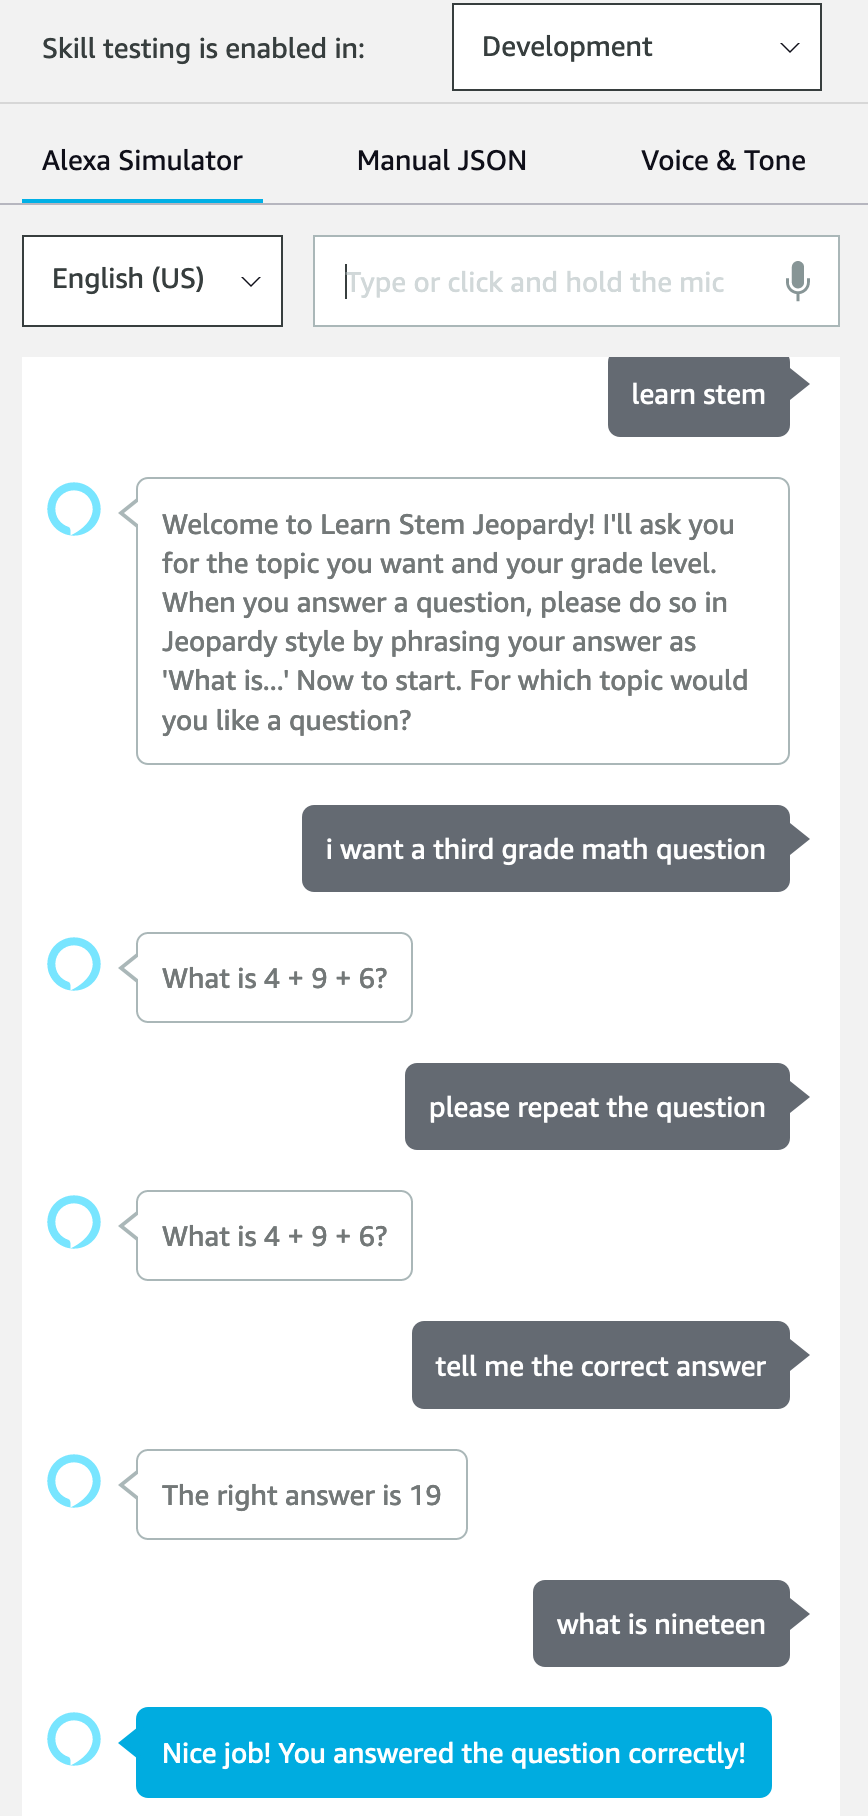 Skill testing is enabled in:
Development
Alexa Simulator
Manual JSON
Voice & Tone
English (US)
Type or click and hold the mic
learn stem
Welcome to Learn Stem Jeopardy! I'll ask you
for the topic you want and your grade level.
When you answer a question, please do so in
Jeopardy style by phrasing your answer as
'What is...' Now to start. For which topic would
you like a question?
i want a third grade math question
What is 4 + 9 + 6?
please repeat the question
What is 4 + 9 + 6?
tell me the correct answer
The right answer is 19
what is nineteen
Nice job! You answered the question correctly!